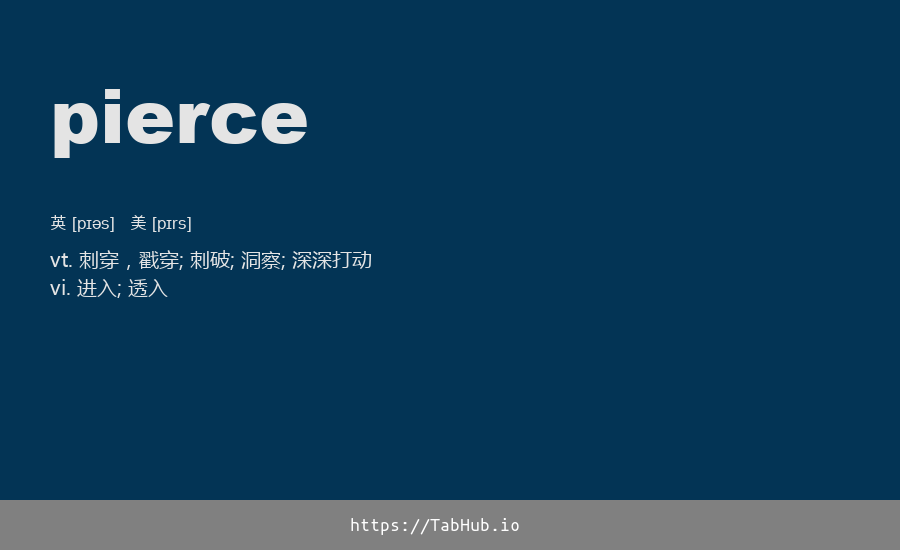 pierce
英 [pɪəs] 美 [pɪrs]
vt. 刺穿，戳穿; 刺破; 洞察; 深深打动
vi. 进入; 透入
https://TabHub.io